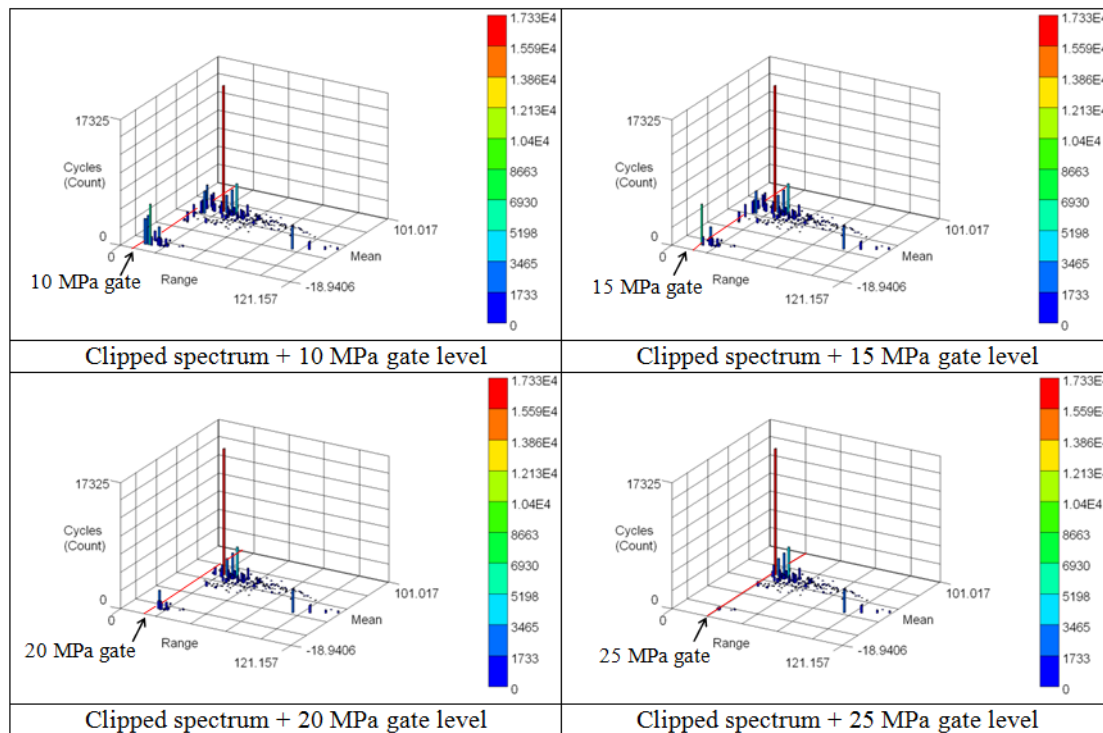 17325
Cycles
(Count)
0
0
10 MPa gate
Range
121.157
-18.9406
Mean
101.017
1.733E4
1.559E4
1.386E4
1.213E4
1.04E4
8663
6930
5198
3465
1733
0
Clipped spectrum + 10 MPa gate level
17325
Cycles
(Count)
0
0
15 MPa gate
Range
121.157
-18.9406
Mean
101.017
1.733E4
1.559E4
1.386E4
1.213E4
1.04E4
8663
6930
5198
3465
1733
0
Clipped spectrum + 15 MPa gate level
17325
Cycles
(Count)
0
0
20 MPa gate
Range
121.157
-18.9406
Mean
101.017
1.733E4
1.559E4
1.386E4
1.213E4
1.04E4
8663
6930
5198
3465
1733
0
Clipped spectrum + 20 MPa gate level
17325
Cycles
(Count)
0
0
25 MPa gate
Range
121.157
-18.9406
Mean
101.017
1.733E4
1.559E4
1.386E4
1.213E4
1.04E4
8663
6930
5198
3465
1733
0
Clipped spectrum + 25 MPa gate level